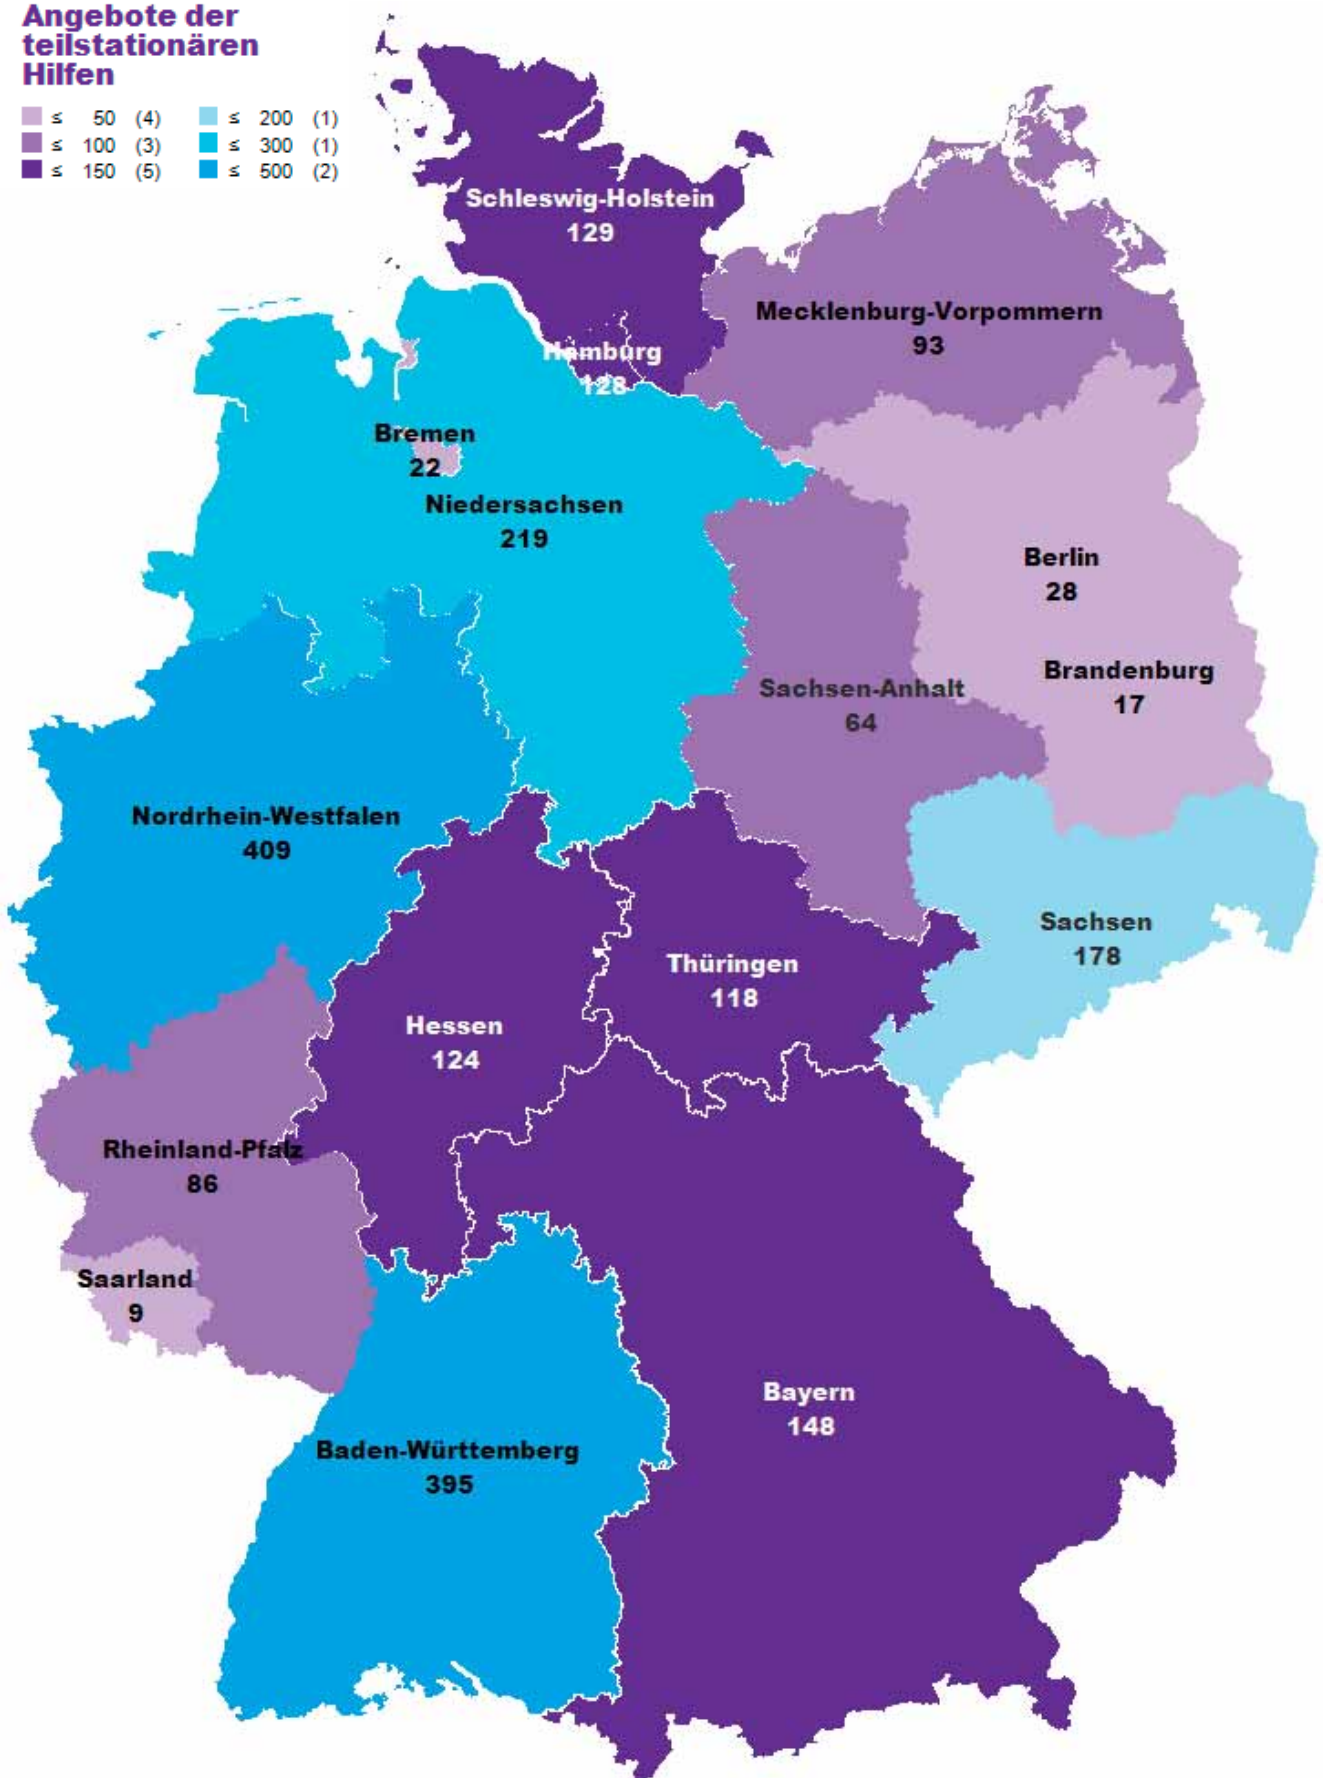 Angebote der
teilstationären
Hilfen
≤ 50 (4) ≤ 200 (1)
≤ 100 (3) ≤ 300 (1)
≤ 150 (5) ≤ 500 (2)
Schleswig-Holstein
129
Mecklenburg-Vorpommern
93
Hamburg
128
Bremen
22
Niedersachsen
219
Berlin
28
Brandenburg
17
Sachsen-Anhalt
64
Nordrhein-Westfalen
409
Sachsen
178
Thüringen
118
Hessen
124
Rheinland-Pfalz
86
Saarland
9
Bayern
148
Baden-Württemberg
395